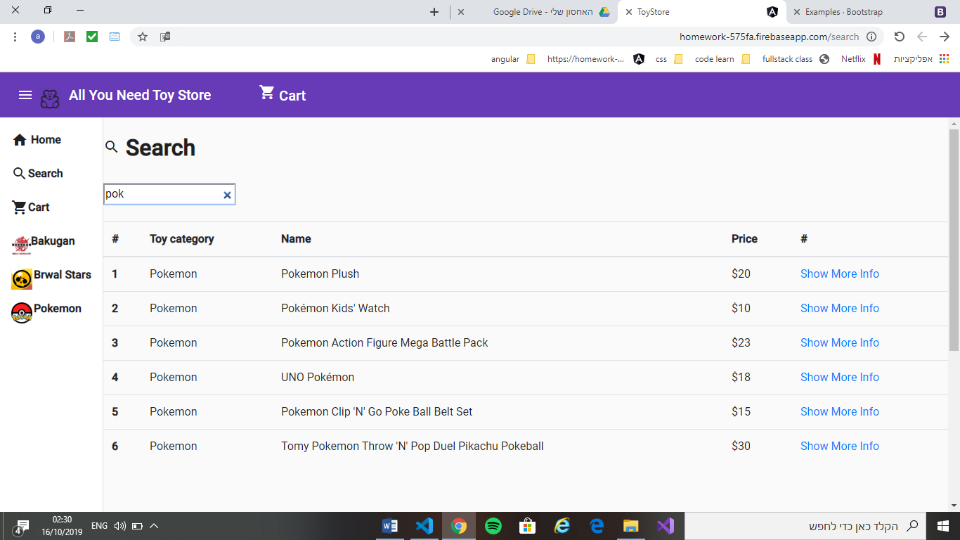 Google Drive - האחסון שלי
ToyStore
Examples · Bootstrap
a
homework-575fa.firebaseapp.com/search
angular
https://homework-...
css
code learn
fullstack class
Netflix
אפליקציות
All You Need Toy Store
Cart
Home
Search
Cart
Bakugan
Brwal Stars
Pokemon
Search
pok
# Toy category Name Price #
1 Pokemon Pokemon Plush $20 Show More Info
2 Pokemon Pokémon Kids' Watch $10 Show More Info
3 Pokemon Pokemon Action Figure Mega Battle Pack $23 Show More Info
4 Pokemon UNO Pokémon $18 Show More Info
5 Pokemon Pokemon Clip 'N' Go Poke Ball Belt Set $15 Show More Info
6 Pokemon Tomy Pokemon Throw 'N' Pop Duel Pikachu Pokeball $30 Show More Info
4
02:30
16/10/2019
ENG
הקלד כאן כדי לחפש